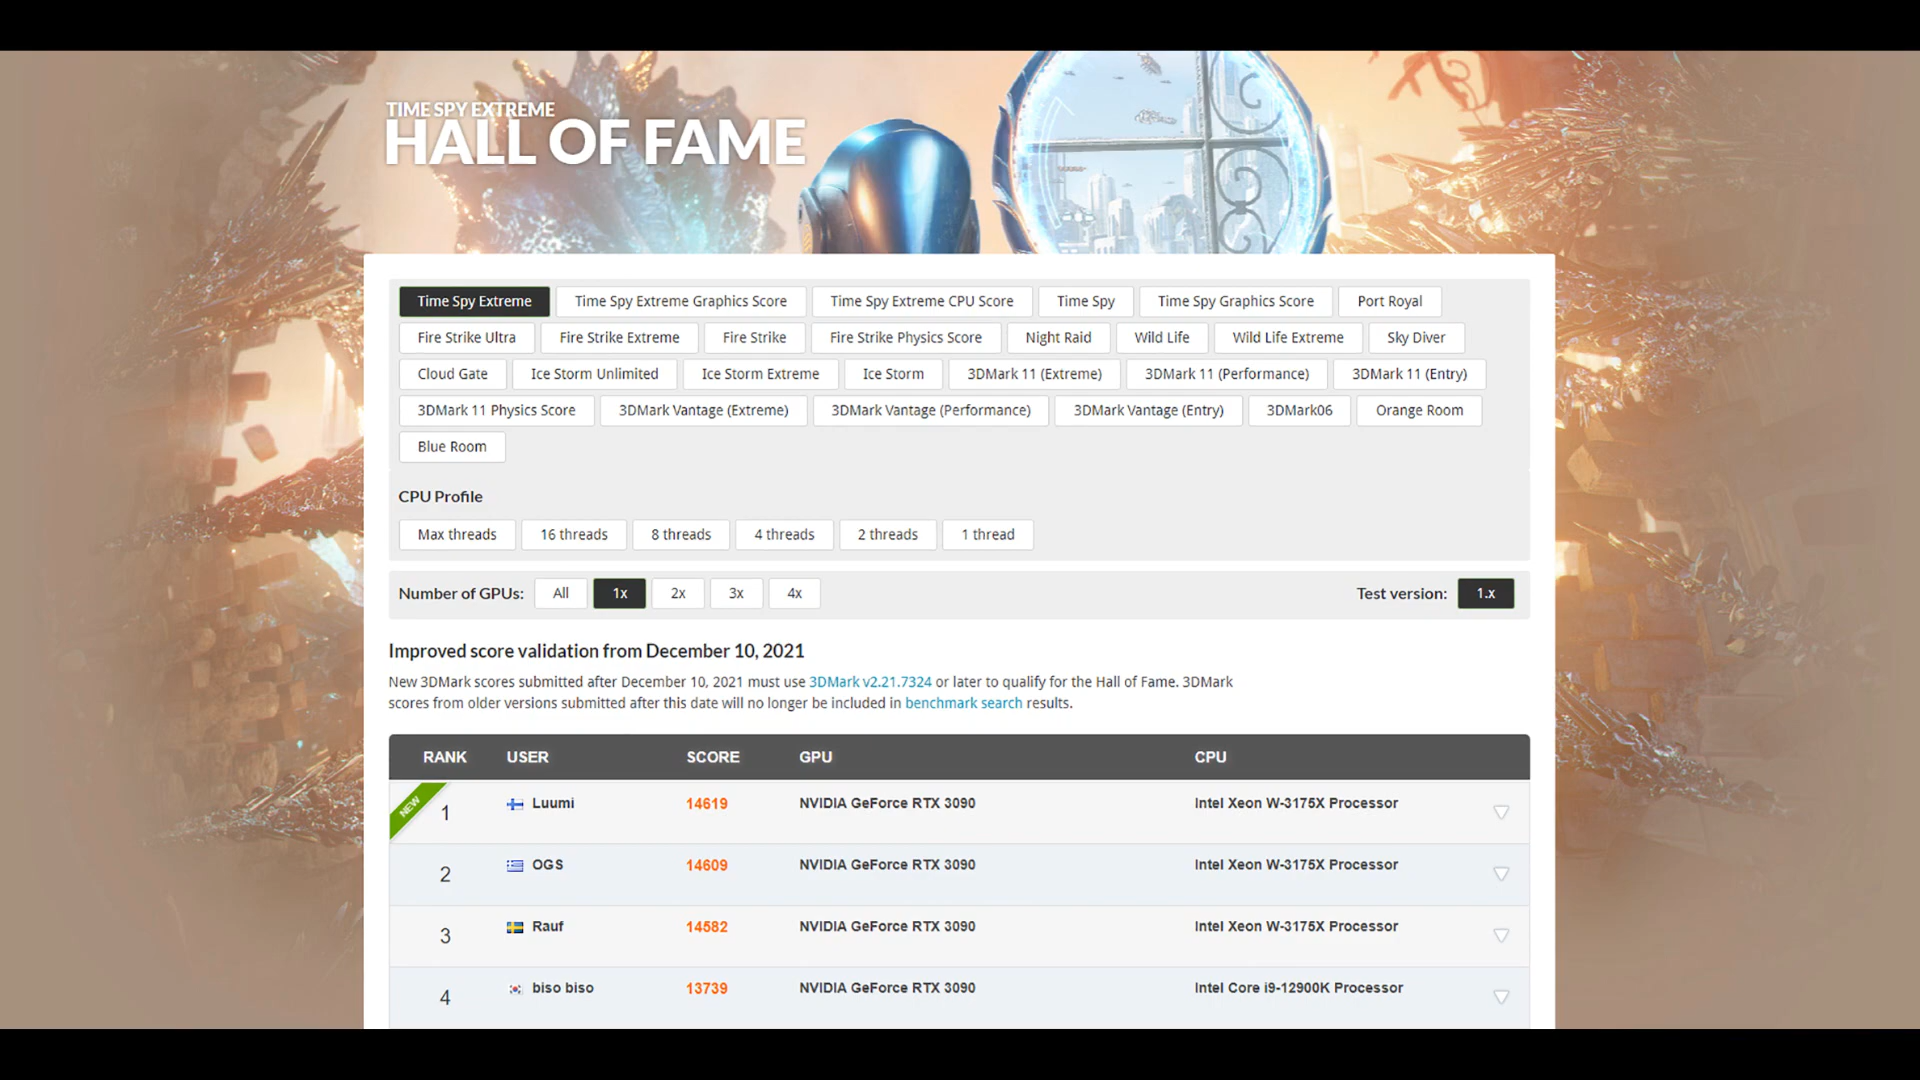 TIME SPY EXTREME
HALL OF FAME
Time Spy Extreme Time Spy Extreme Graphics Score Time Spy Extreme CPU Score Time Spy Time Spy Graphics Score Port Royal
Fire Strike Ultra Fire Strike Extreme Fire Strike Fire Strike Physics Score Night Raid Wild Life Wild Life Extreme Sky Diver
Cloud Gate Ice Storm Unlimited Ice Storm Extreme Ice Storm 3DMark 11 (Extreme) 3DMark 11 (Performance) 3DMark 11 (Entry)
3DMark 11 Physics Score 3DMark Vantage (Extreme) 3DMark Vantage (Performance) 3DMark Vantage (Entry) 3DMark06 Orange Room
Blue Room
CPU Profile
Max threads 16 threads 8 threads 4 threads 2 threads 1 thread
Number of GPUs: All 1x 2x 3x 4x Test version: 1.x
Improved score validation from December 10, 2021
New 3DMark scores submitted after December 10, 2021 must use 3DMark v2.21.7324 or later to qualify for the Hall of Fame. 3DMark
scores from older versions submitted after this date will no longer be included in benchmark search results.
RANK USER SCORE GPU CPU
NEW 1 Luumi 14619 NVIDIA GeForce RTX 3090 Intel Xeon W-3175X Processor
2 OGS 14609 NVIDIA GeForce RTX 3090 Intel Xeon W-3175X Processor
3 Rauf 14582 NVIDIA GeForce RTX 3090 Intel Xeon W-3175X Processor
4 biso biso 13739 NVIDIA GeForce RTX 3090 Intel Core i9-12900K Processor